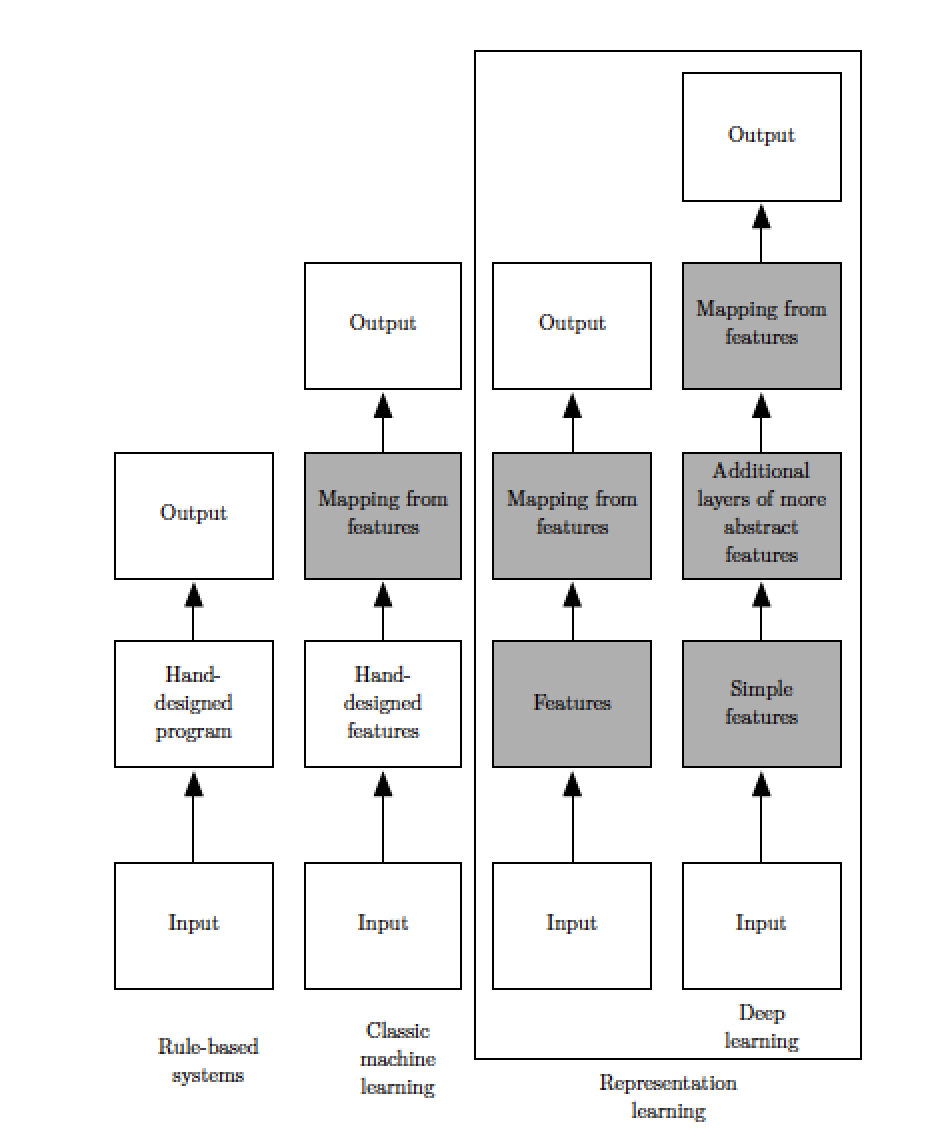 Output
Output
Output
Mapping from
features
Output
Mapping from
features
Mapping from
features
Additional
layers of more
abstract
features
Hand-
designed
program
Hand-
designed
features
Features
Simple
features
Input
Input
Input
Input
Rule-based
systems
Classic
machine
learning
Deep
learning
Representation
learning